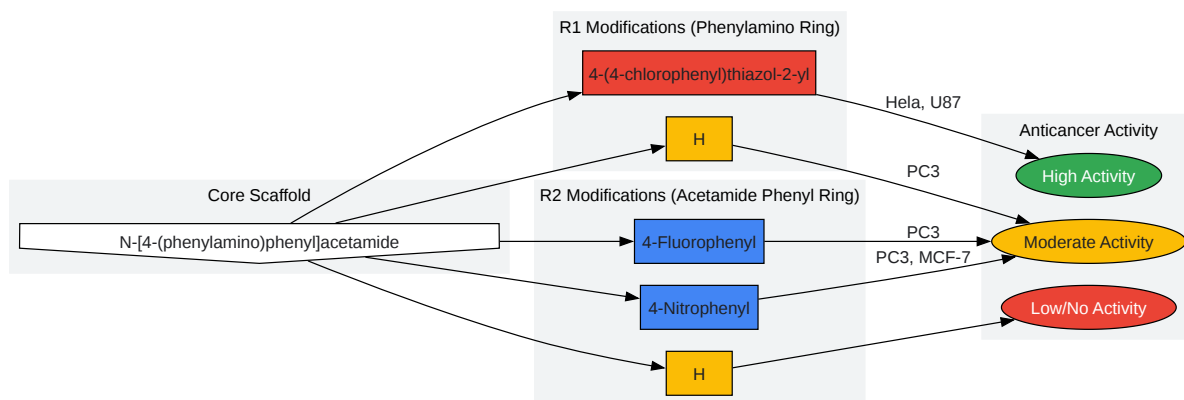 R1 Modifications (Phenylamino Ring)
4-(4-chlorophenyl)thiazol-2-yl
Hela, U87
H
PC3
Anticancer Activity
High Activity
Core Scaffold
N-[4-(phenylamino)phenyl]acetamide
R2 Modifications (Acetamide Phenyl Ring)
4-Fluorophenyl
PC3
Moderate Activity
4-Nitrophenyl
PC3, MCF-7
H
Low/No Activity